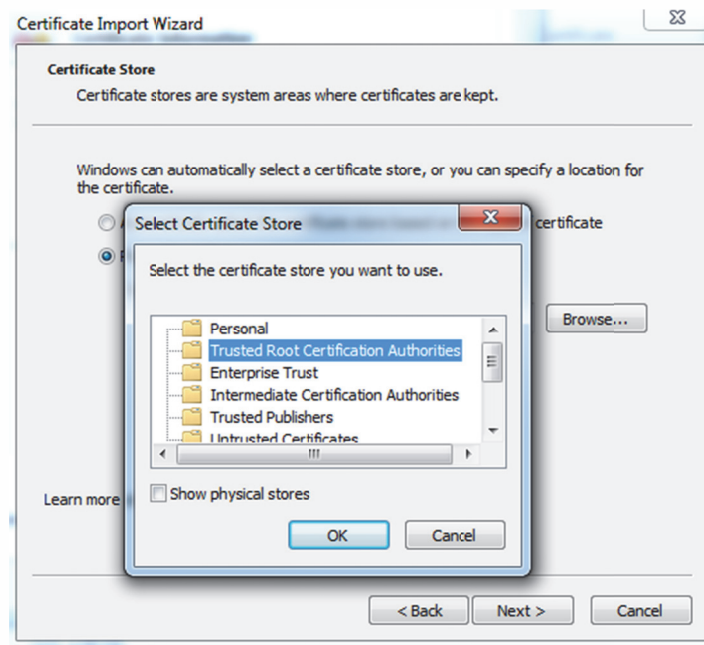 Certificate Import Wizard
Certificate Store
Certificate stores are system areas where certificates are kept.
Windows can automatically select a certificate store, or you can specify a location for
the certificate.
certificate
Select Certificate Store
Select the certificate store you want to use.
Personal
Trusted Root Certification Authorities
Enterprise Trust
Intermediate Certification Authorities
Trusted Publishers
Untrusted Certificates
Browse...
Show physical stores
OK Cancel
Learn more
< Back Next > Cancel